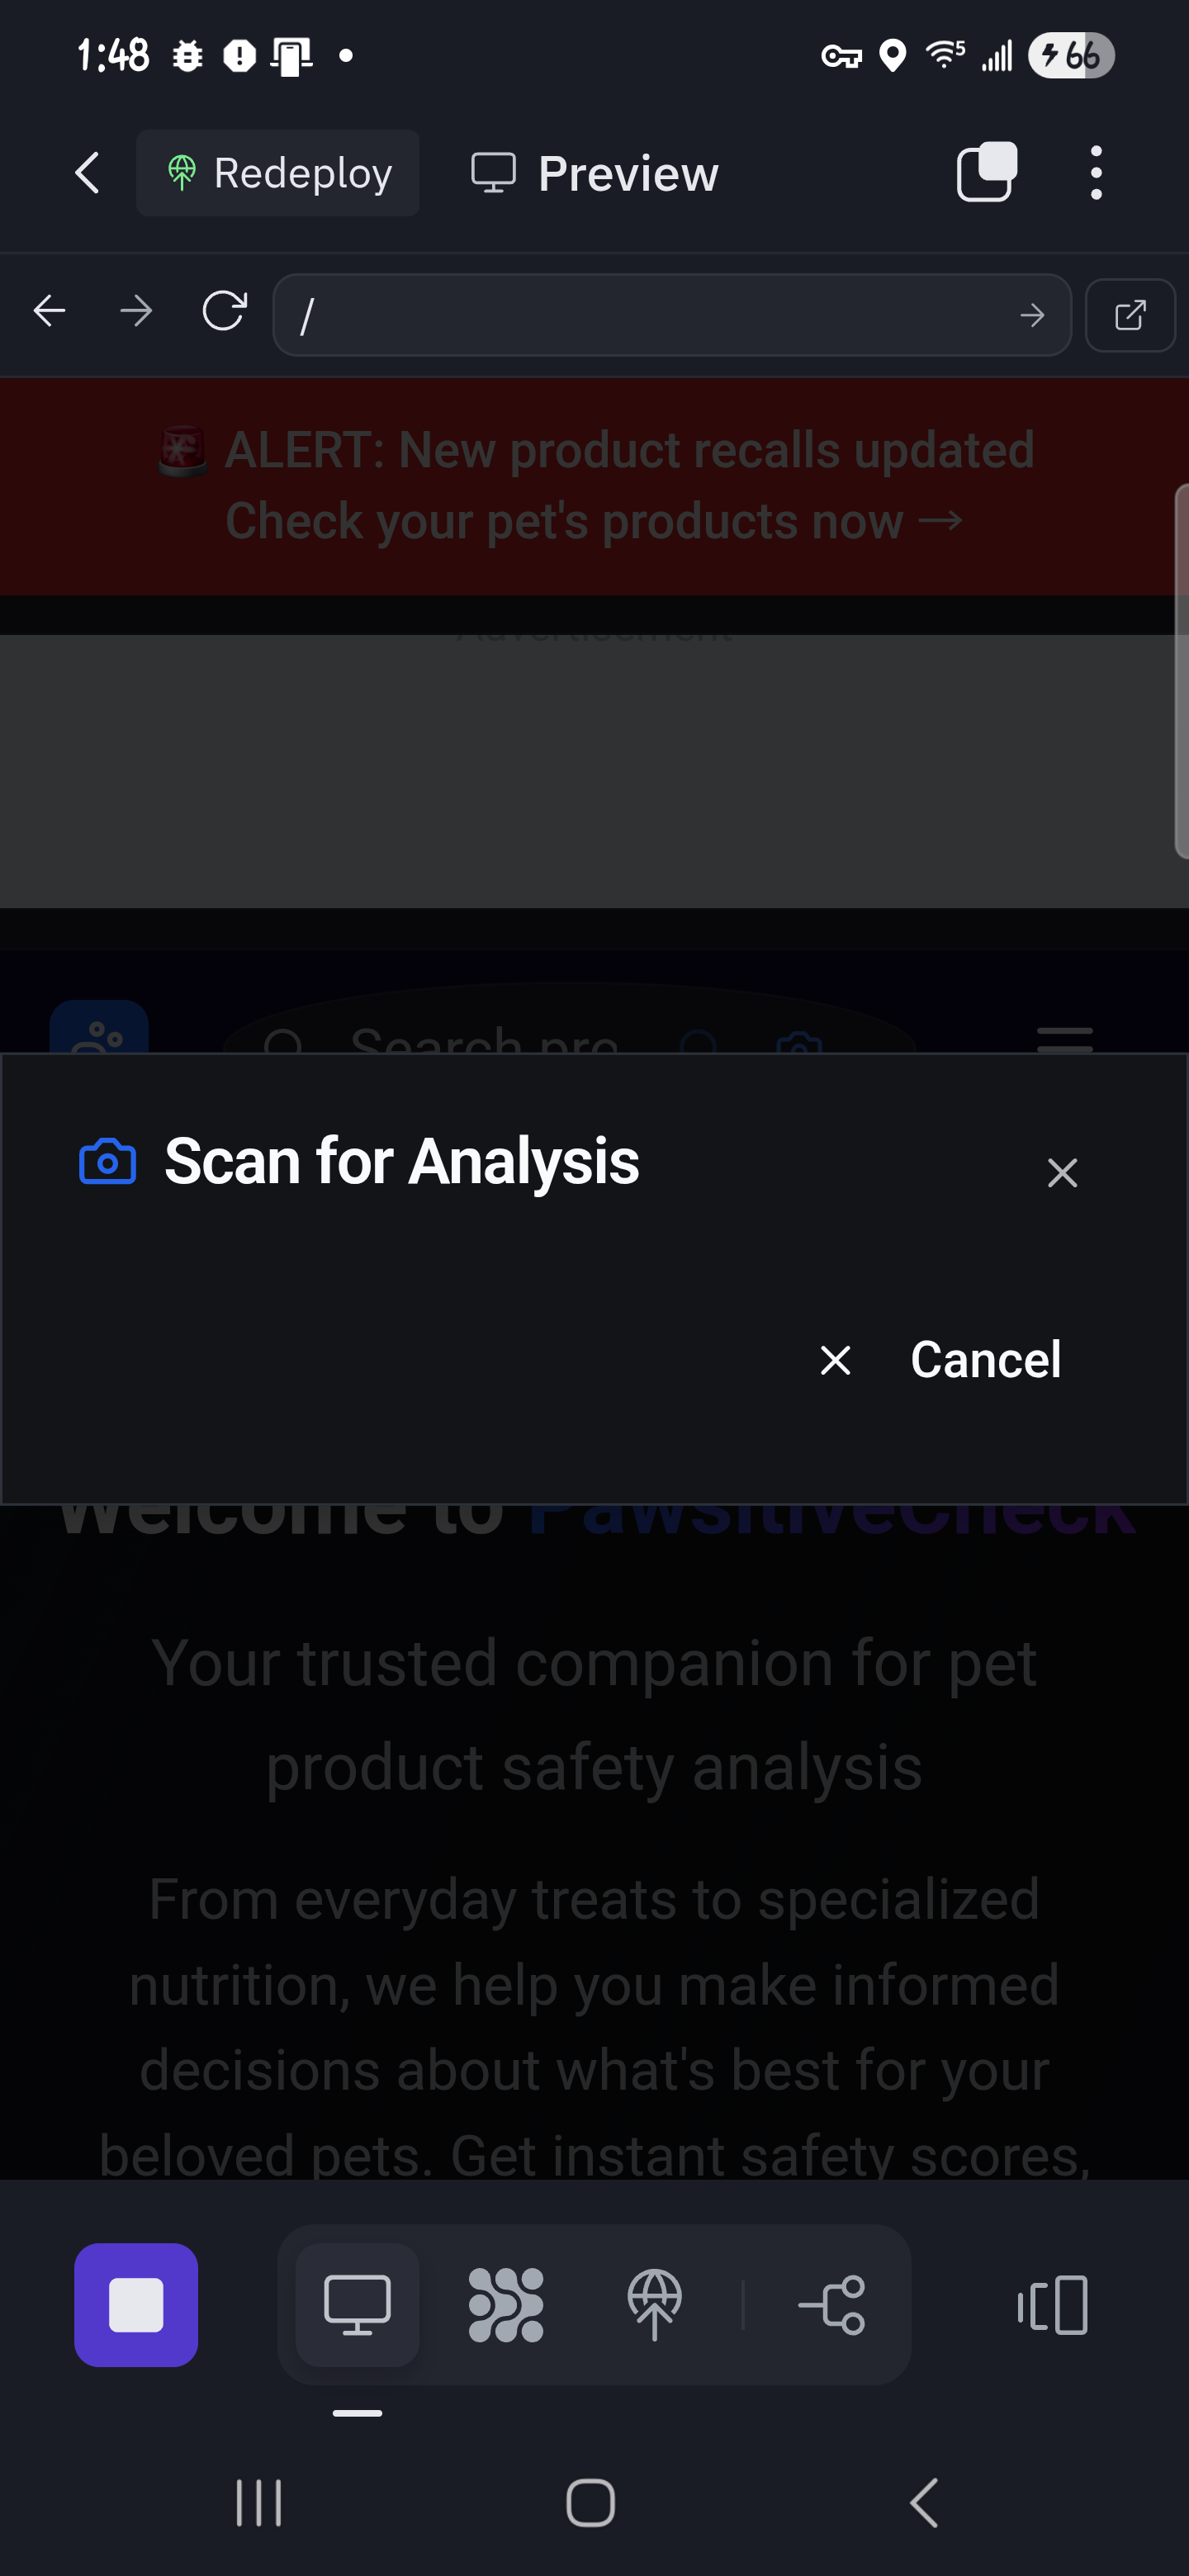 1:48
5
66
Redeploy
Preview
/
🚨 ALERT: New product recalls updated
Check your pet's products now →
Advertisement
Search pro
Scan for Analysis
Cancel
Welcome to PawsitiveCheck
Your trusted companion for pet
product safety analysis
From everyday treats to specialized
nutrition, we help you make informed
decisions about what's best for your
beloved pets. Get instant safety scores,